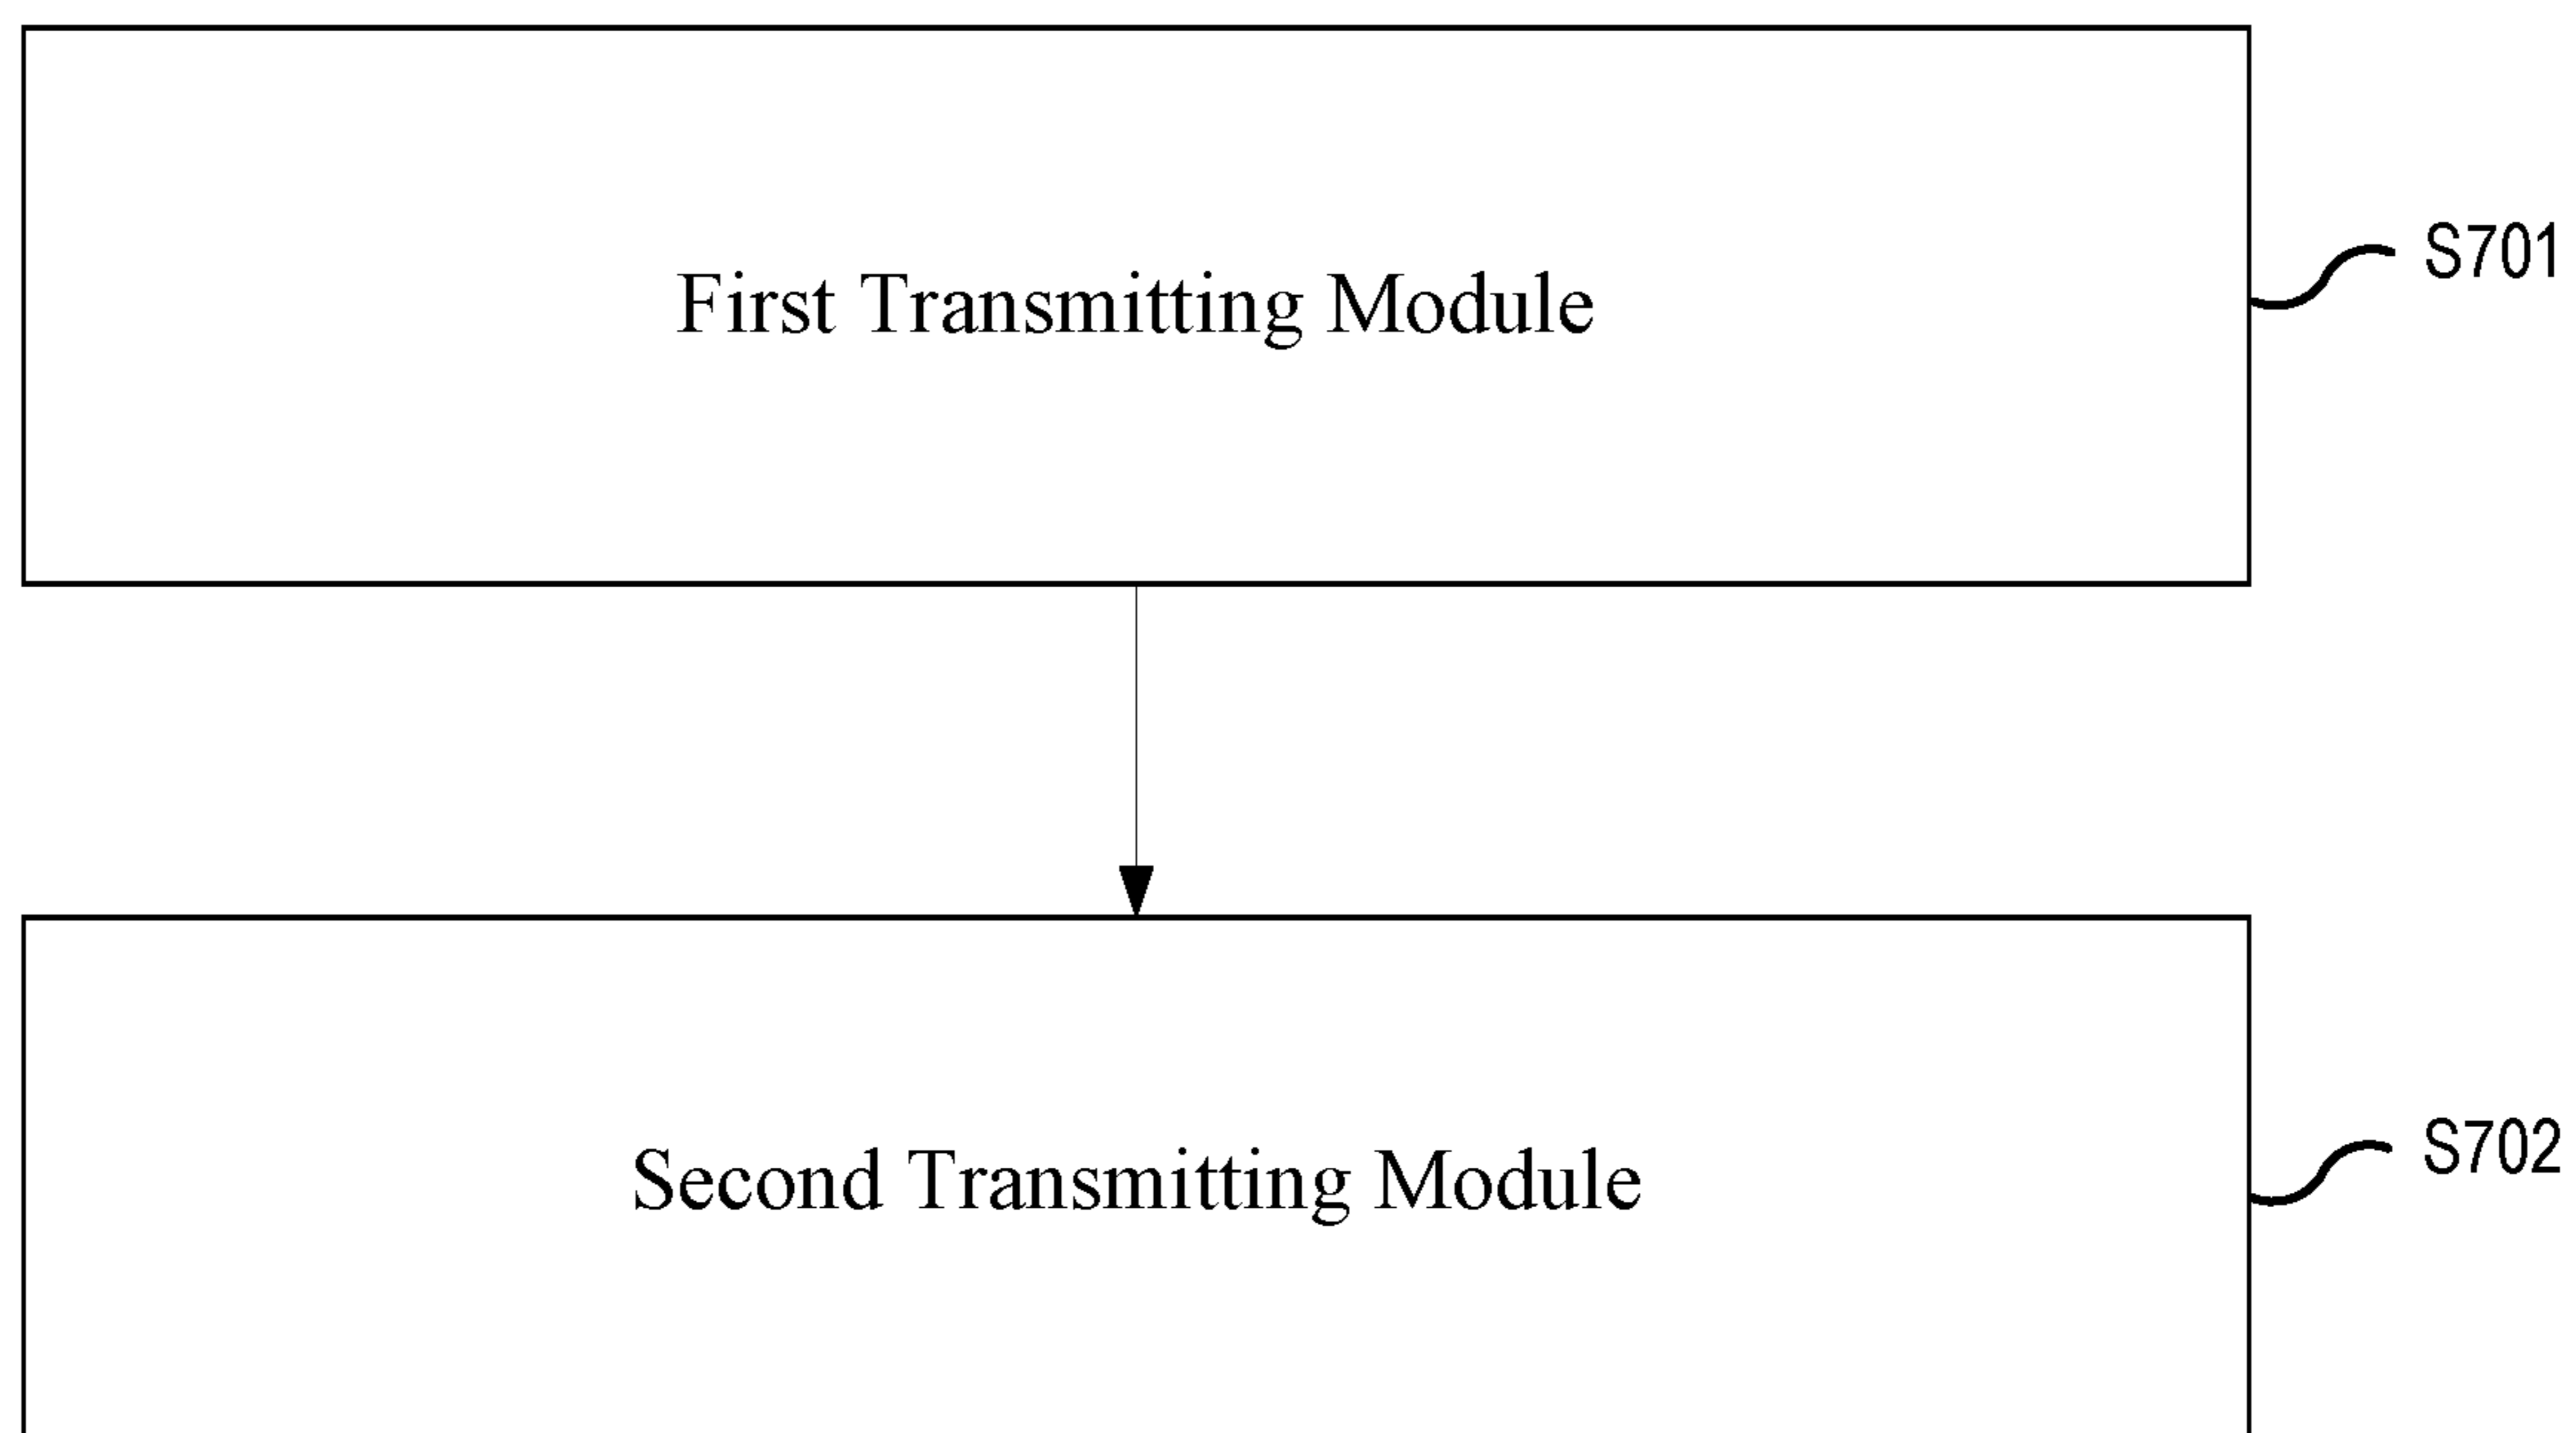 First Transmitting Module
S701
Second Transmitting Module
S702